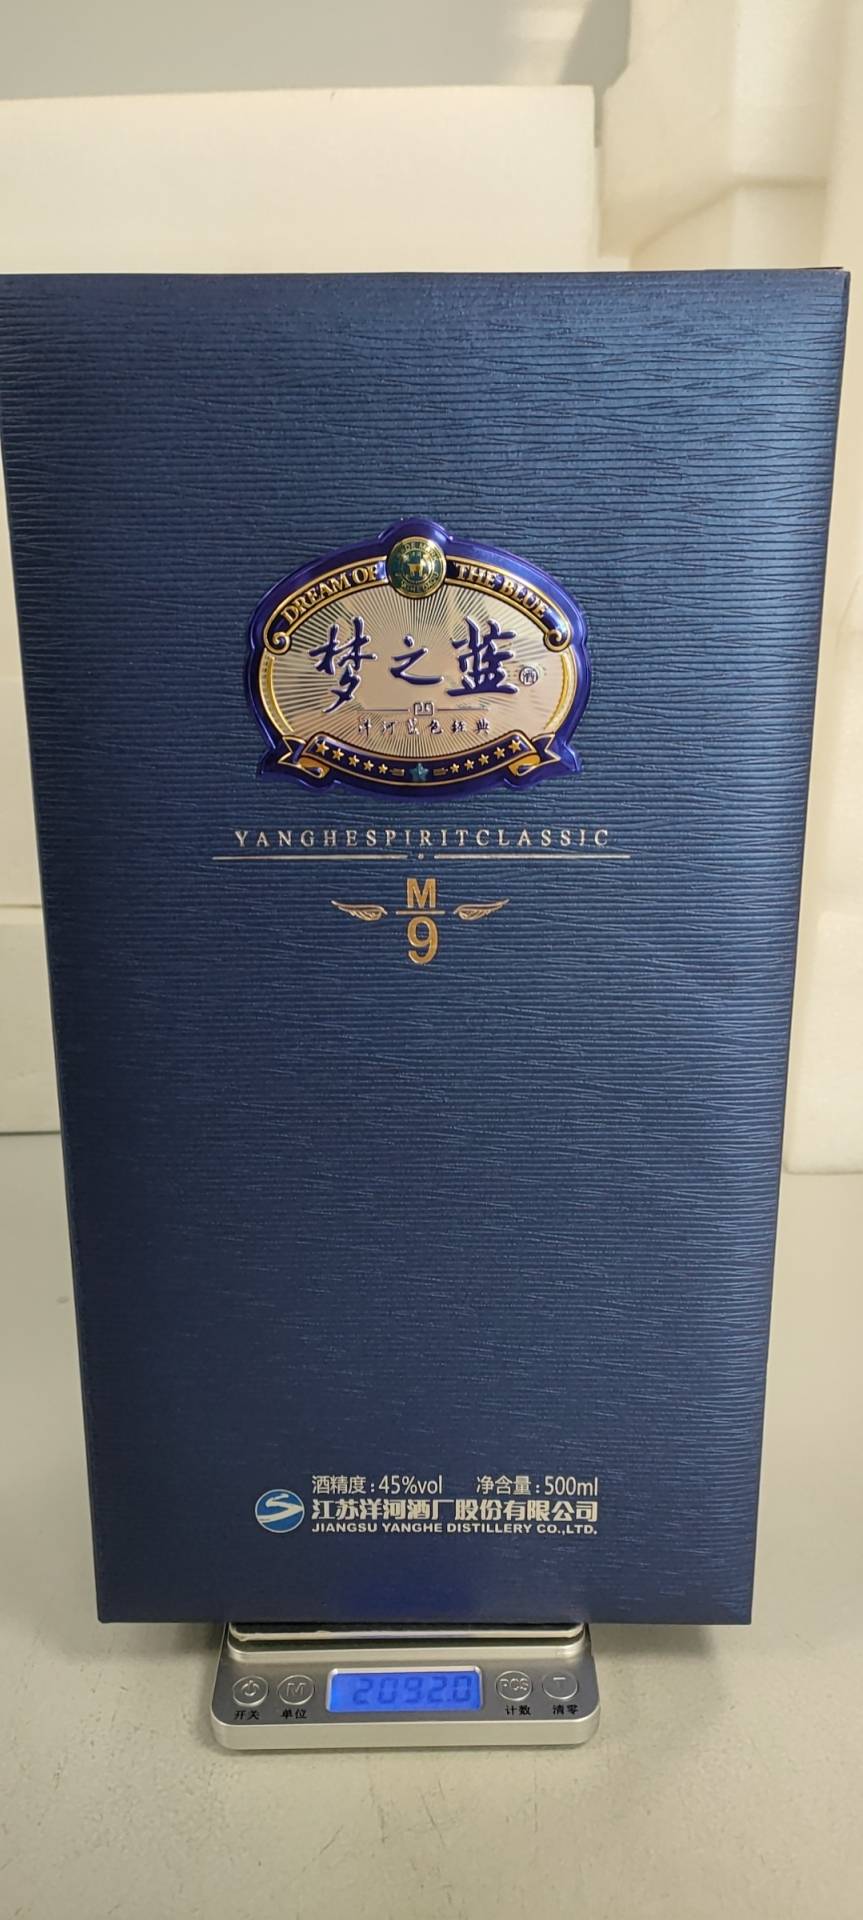 DREAM OF THE BLUE
梦之蓝
酒
洋河蓝色经典
YANGHESPIRITCLASSIC
M
9
酒精度:45%vol 净含量:500ml
江苏洋河酒厂股份有限公司
JIANGSU YANGHE DISTILLERY CO.,LTD.
M 2092.0 PCS T
开关 单位 计数 清零